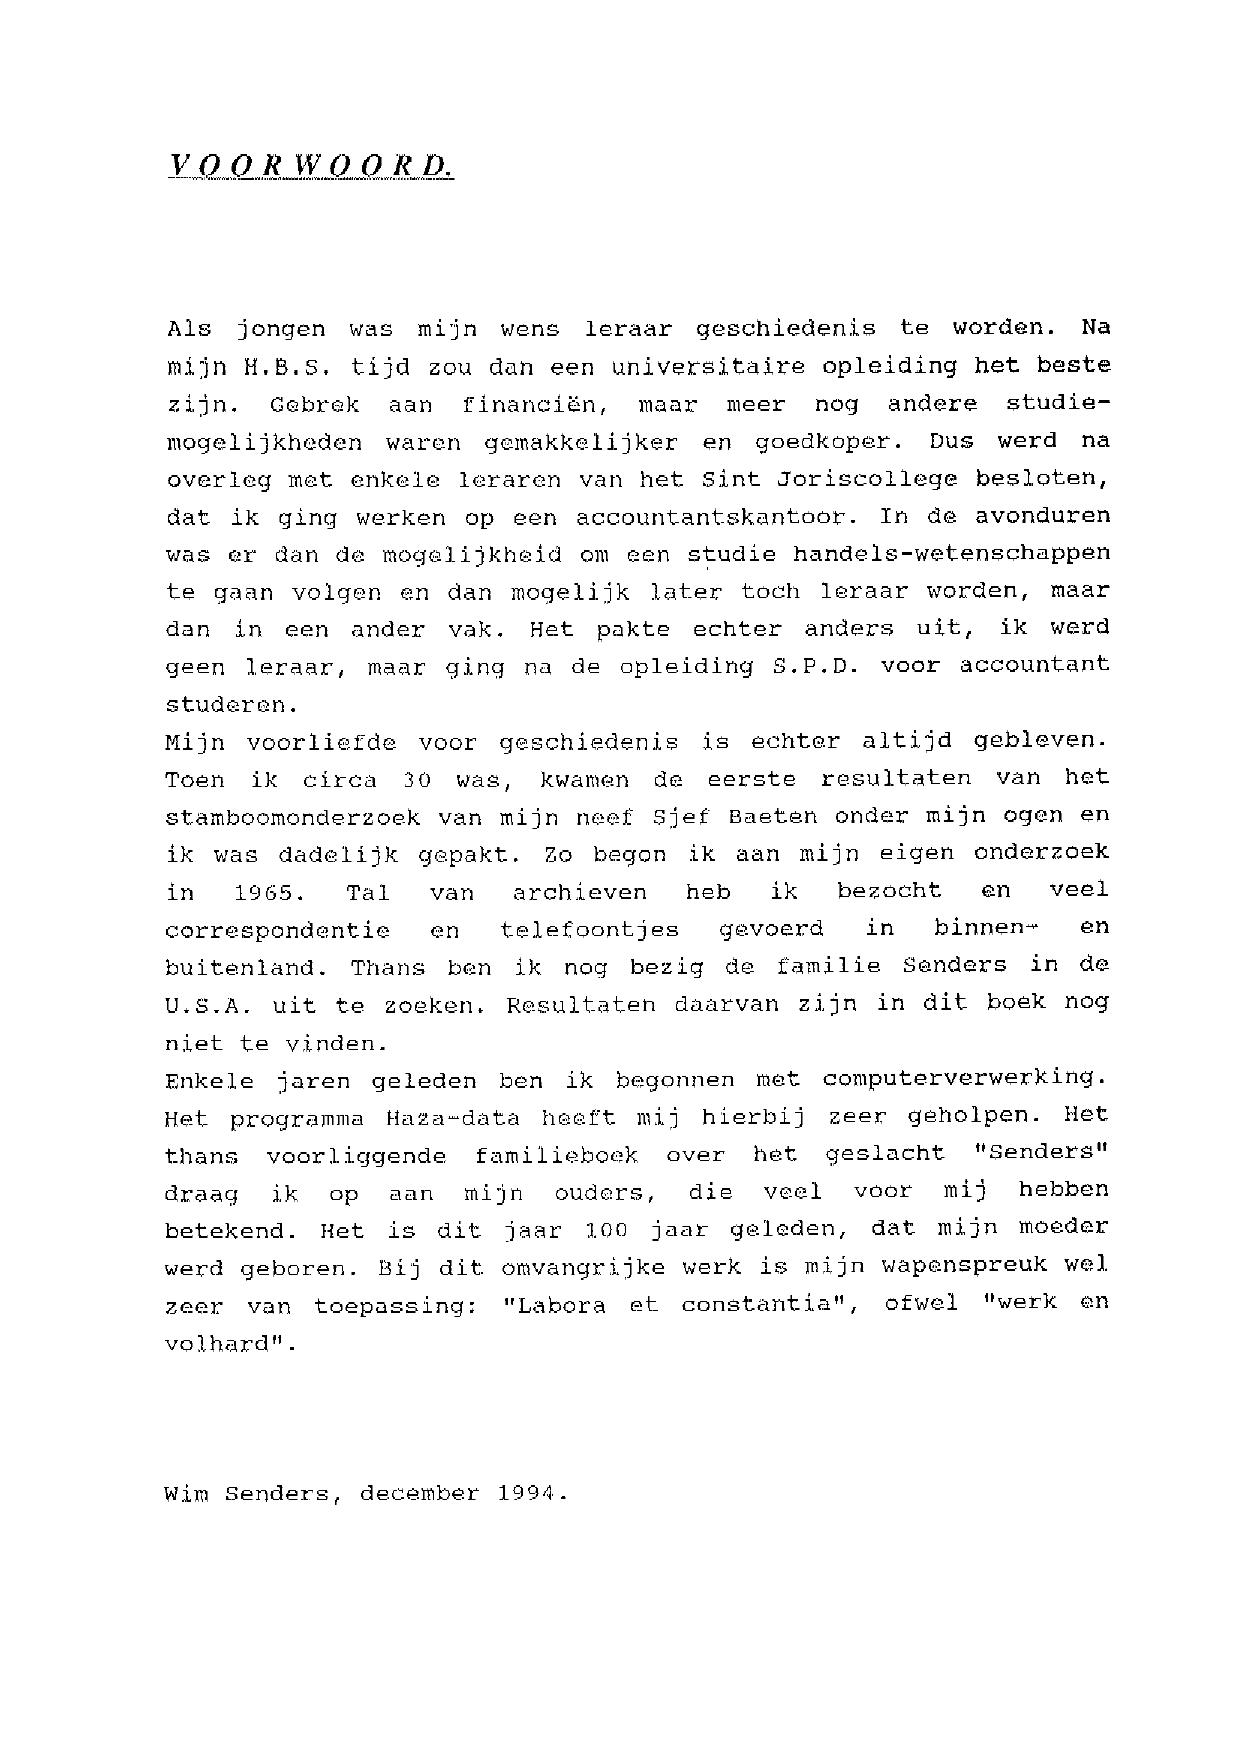 V O O R W O O R D.
Als jongen was mijn wens leraar geschiedenis te worden. Na
mijn H.B.S. tijd zou dan een universitaire opleiding het beste
zijn. Gebrek aan financiën, maar meer nog andere studie-
mogelijkheden waren gemakkelijker en goedkoper. Dus werd na
overleg met enkele leraren van het Sint Joriscollege besloten,
dat ik ging werken op een accountantskantoor. In de avonduren
was er dan de mogelijkheid om een studie handels-wetenschappen
te gaan volgen en dan mogelijk later toch leraar worden, maar
dan in een ander vak. Het pakte echter anders uit, ik werd
geen leraar, maar ging na de opleiding S.P.D. voor accountant
studeren.
Mijn voorliefde voor geschiedenis is echter altijd gebleven.
Toen ik circa 30 was, kwamen de eerste resultaten van het
stamboomonderzoek van mijn neef Sjef Baeten onder mijn ogen en
ik was dadelijk gepakt. Zo begon ik aan mijn eigen onderzoek
in 1965. Tal van archieven heb ik bezocht en veel
correspondentie en telefoontjes gevoerd in binnen- en
buitenland. Thans ben ik nog bezig de familie Senders in de
U.S.A. uit te zoeken. Resultaten daarvan zijn in dit boek nog
niet te vinden.
Enkele jaren geleden ben ik begonnen met computerverwerking.
Het programma Haza-data heeft mij hierbij zeer geholpen. Het
thans voorliggende familieboek over het geslacht "Senders"
draag ik op aan mijn ouders, die veel voor mij hebben
betekend. Het is dit jaar 100 jaar geleden, dat mijn moeder
werd geboren. Bij dit omvangrijke werk is mijn wapenspreuk wel
zeer van toepassing: "Labora et constantia", ofwel "werk en
volhard".
Wim Senders, december 1994.